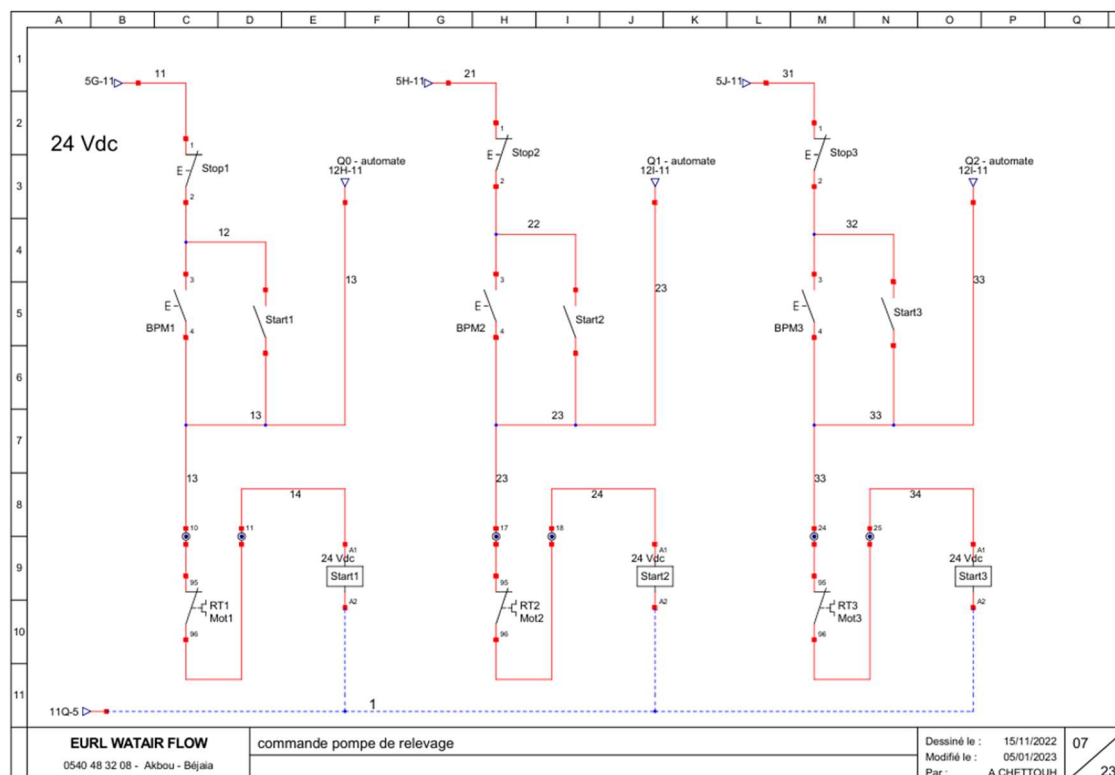 A B C D E F G H I J K L M N O P Q
1
2
3
4
5
6
7
8
9
10
11
24 Vdc
5G-11
11
1
Stop1
2
Q0 - automate
12H-11
12
13
3
BPM1
4
Start1
13
13
14
10
11
95
RT1
Mot1
96
A1
24 Vdc
Start1
A2
5H-11
21
1
Stop2
2
Q1 - automate
12I-11
22
23
3
BPM2
4
Start2
23
23
24
17
18
95
RT2
Mot2
96
A1
24 Vdc
Start2
A2
5J-11
31
1
Stop3
2
Q2 - automate
12I-11
32
33
3
BPM3
4
Start3
33
33
34
24
25
95
RT3
Mot3
96
A1
24 Vdc
Start3
A2
11Q-5
1
EURL WATAIR FLOW
0540 48 32 08 - Akbou - Béjaia
commande pompe de relevage
Dessiné le : 15/11/2022
Modifié le : 05/01/2023
Par : A.CHETTOUH
07
23